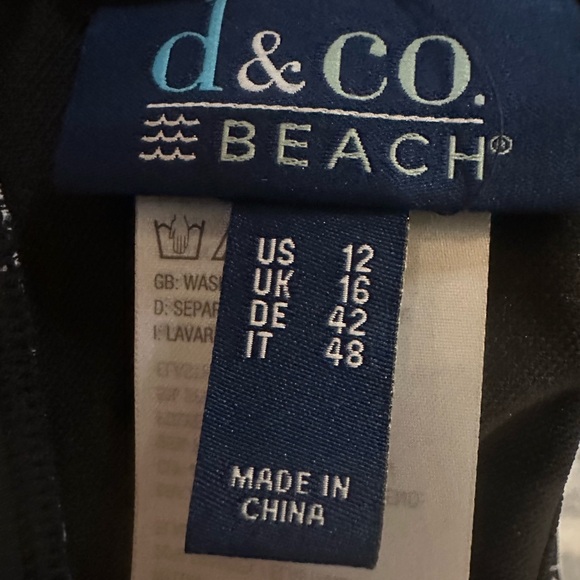 d&co.
BEACH®
US 12
UK 16
DE 42
IT 48
GB: WAS
D: SEPAR
I: LAVAR
MADE IN
CHINA